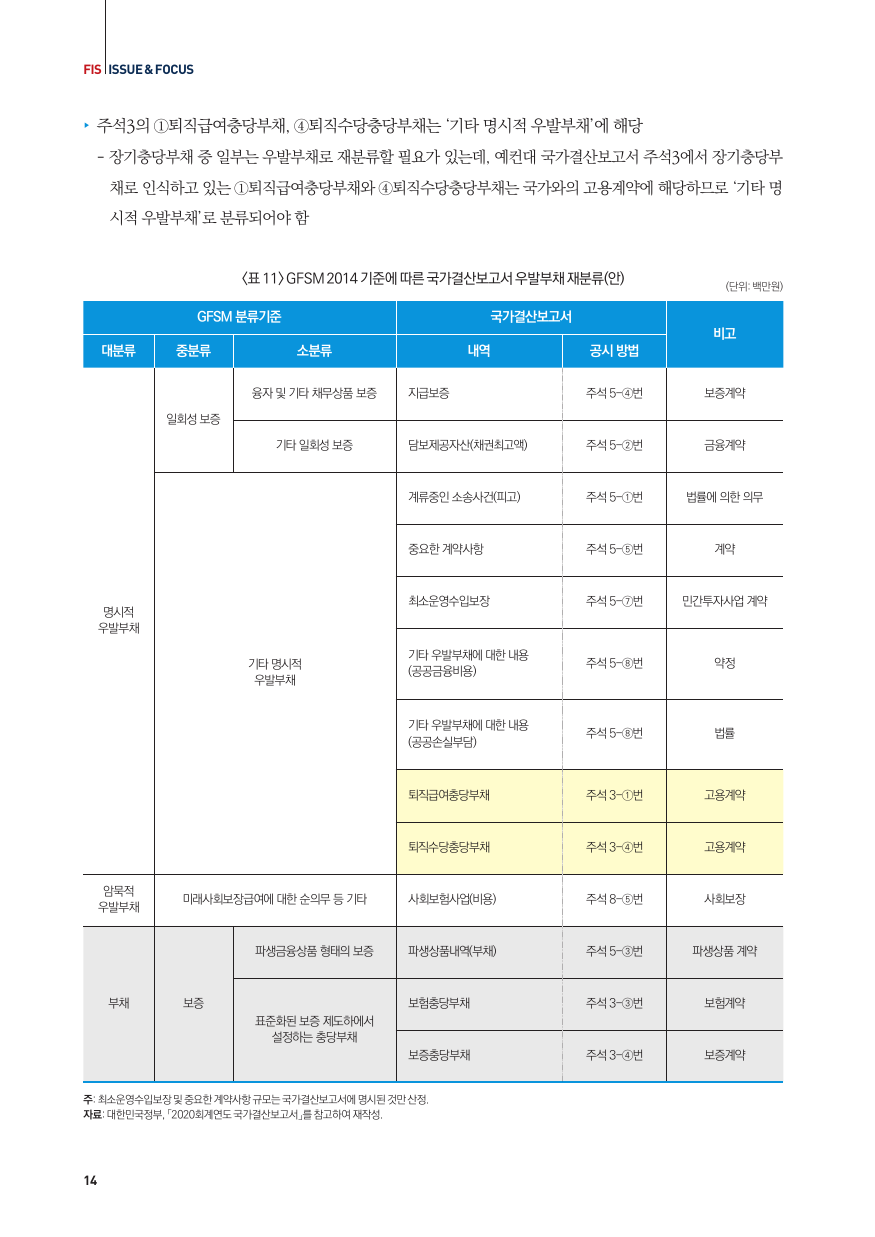 FIS ISSUE & FOCUS
‣ 주석3의 ①퇴직급여충당부채, ④퇴직수당충당부채는 ‘기타 명시적 우발부채’에 해당
- 장기충당부채 중 일부는 우발부채로 재분류할 필요가 있는데, 예컨대 국가결산보고서 주석3에서 장기충당부
채로 인식하고 있는 ①퇴직급여충당부채와 ④퇴직수당충당부채는 국가와의 고용계약에 해당하므로 ‘기타 명
시적 우발부채’로 분류되어야 함
〈표 11〉 GFSM 2014 기준에 따른 국가결산보고서 우발부채 재분류(안)
(단위: 백만원)
GFSM 분류기준 국가결산보고서 비고
대분류 중분류 소분류 내역 공시 방법
명시적
우발부채
일회성 보증
융자 및 기타 채무상품 보증 지급보증 주석 5-④번 보증계약
기타 일회성 보증 담보제공자산(채권최고액) 주석 5-②번 금융계약
기타 명시적
우발부채
계류중인 소송사건(피고) 주석 5-①번 법률에 의한 의무
중요한 계약사항 주석 5-⑤번 계약
최소운영수입보장 주석 5-⑦번 민간투자사업 계약
기타 우발부채에 대한 내용
(공공금융비용)
주석 5-⑧번 약정
기타 우발부채에 대한 내용
(공공손실부담)
주석 5-⑧번 법률
퇴직급여충당부채 주석 3-①번 고용계약
퇴직수당충당부채 주석 3-④번 고용계약
암묵적
우발부채
미래사회보장급여에 대한 순의무 등 기타 사회보험사업(비용) 주석 8-⑤번 사회보장
부채 보증
파생금융상품 형태의 보증 파생상품내역(부채) 주석 5-③번 파생상품 계약
표준화된 보증 제도하에서
설정하는 충당부채
보험충당부채 주석 3-③번 보험계약
보증충당부채 주석 3-④번 보증계약
주: 최소운영수입보장 및 중요한 계약사항 규모는 국가결산보고서에 명시된 것만 산정.
자료: 대한민국정부, 「2020회계연도 국가결산보고서」를 참고하여 재작성.
14